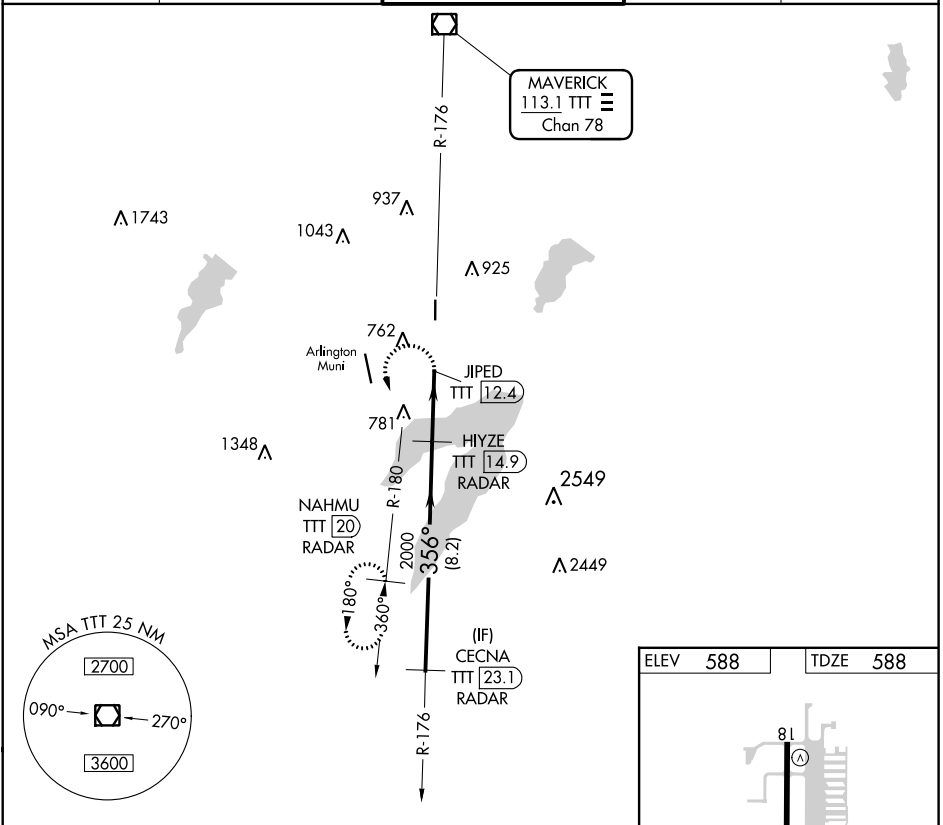 MAVERICK
113.1 TTT
Chan 78
R-176
937
1743
1043
925
762
Arlington
Muni
JIPED
TTT 12.4
781
1348
HIYZE
TTT 14.9
RADAR
R-180
2549
NAHMU
TTT 20
RADAR
2000
356°
(8.2)
2449
180°
360°
(IF)
CECNA
TTT 23.1
RADAR
R-176
MSA TTT 25 NM
2700
090°
270°
3600
ELEV 588
TDZE 588
18